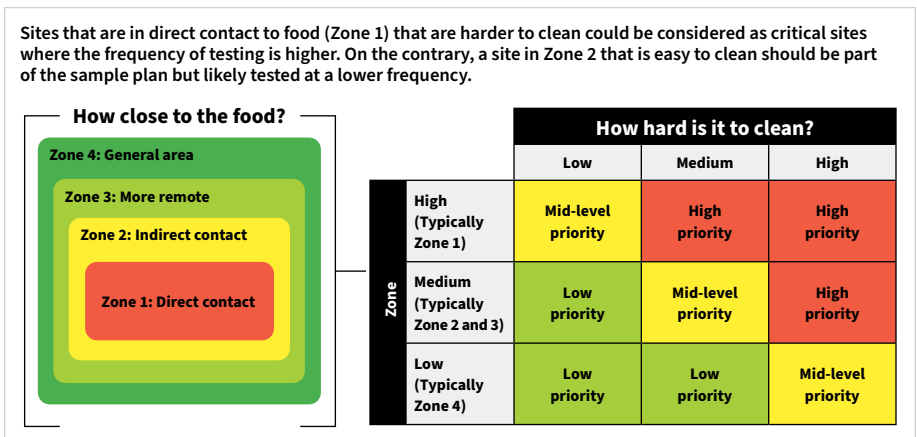 Sites that are in direct contact to food (Zone 1) that are harder to clean could be considered as critical sites
where the frequency of testing is higher. On the contrary, a site in Zone 2 that is easy to clean should be part
of the sample plan but likely tested at a lower frequency.
How close to the food?
Zone 4: General area
Zone 3: More remote
Zone 2: Indirect contact
Zone 1: Direct contact
How hard is it to clean?
Low
Medium
High
Zone
High
(Typically
Zone 1)
Mid-level
priority
High
priority
High
priority
Medium
(Typically
Zone 2 and 3)
Low
priority
Mid-level
priority
High
priority
Low
(Typically
Zone 4)
Low
priority
Low
priority
Mid-level
priority